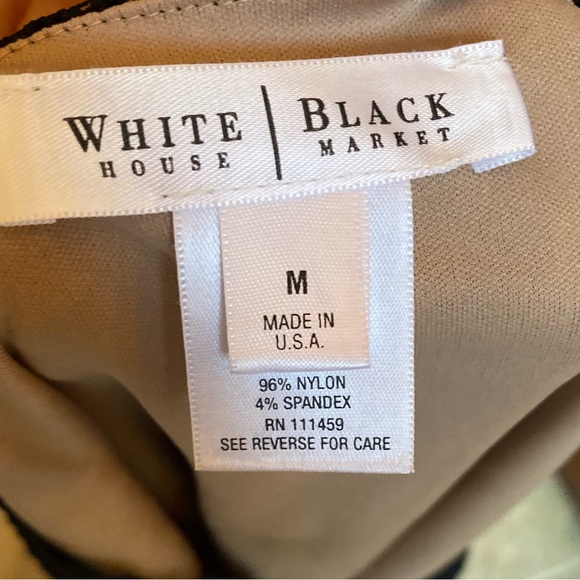 WHITE | BLACK
HOUSE | MARKET
M
MADE IN
U.S.A.
96% NYLON
4% SPANDEX
RN 111459
SEE REVERSE FOR CARE